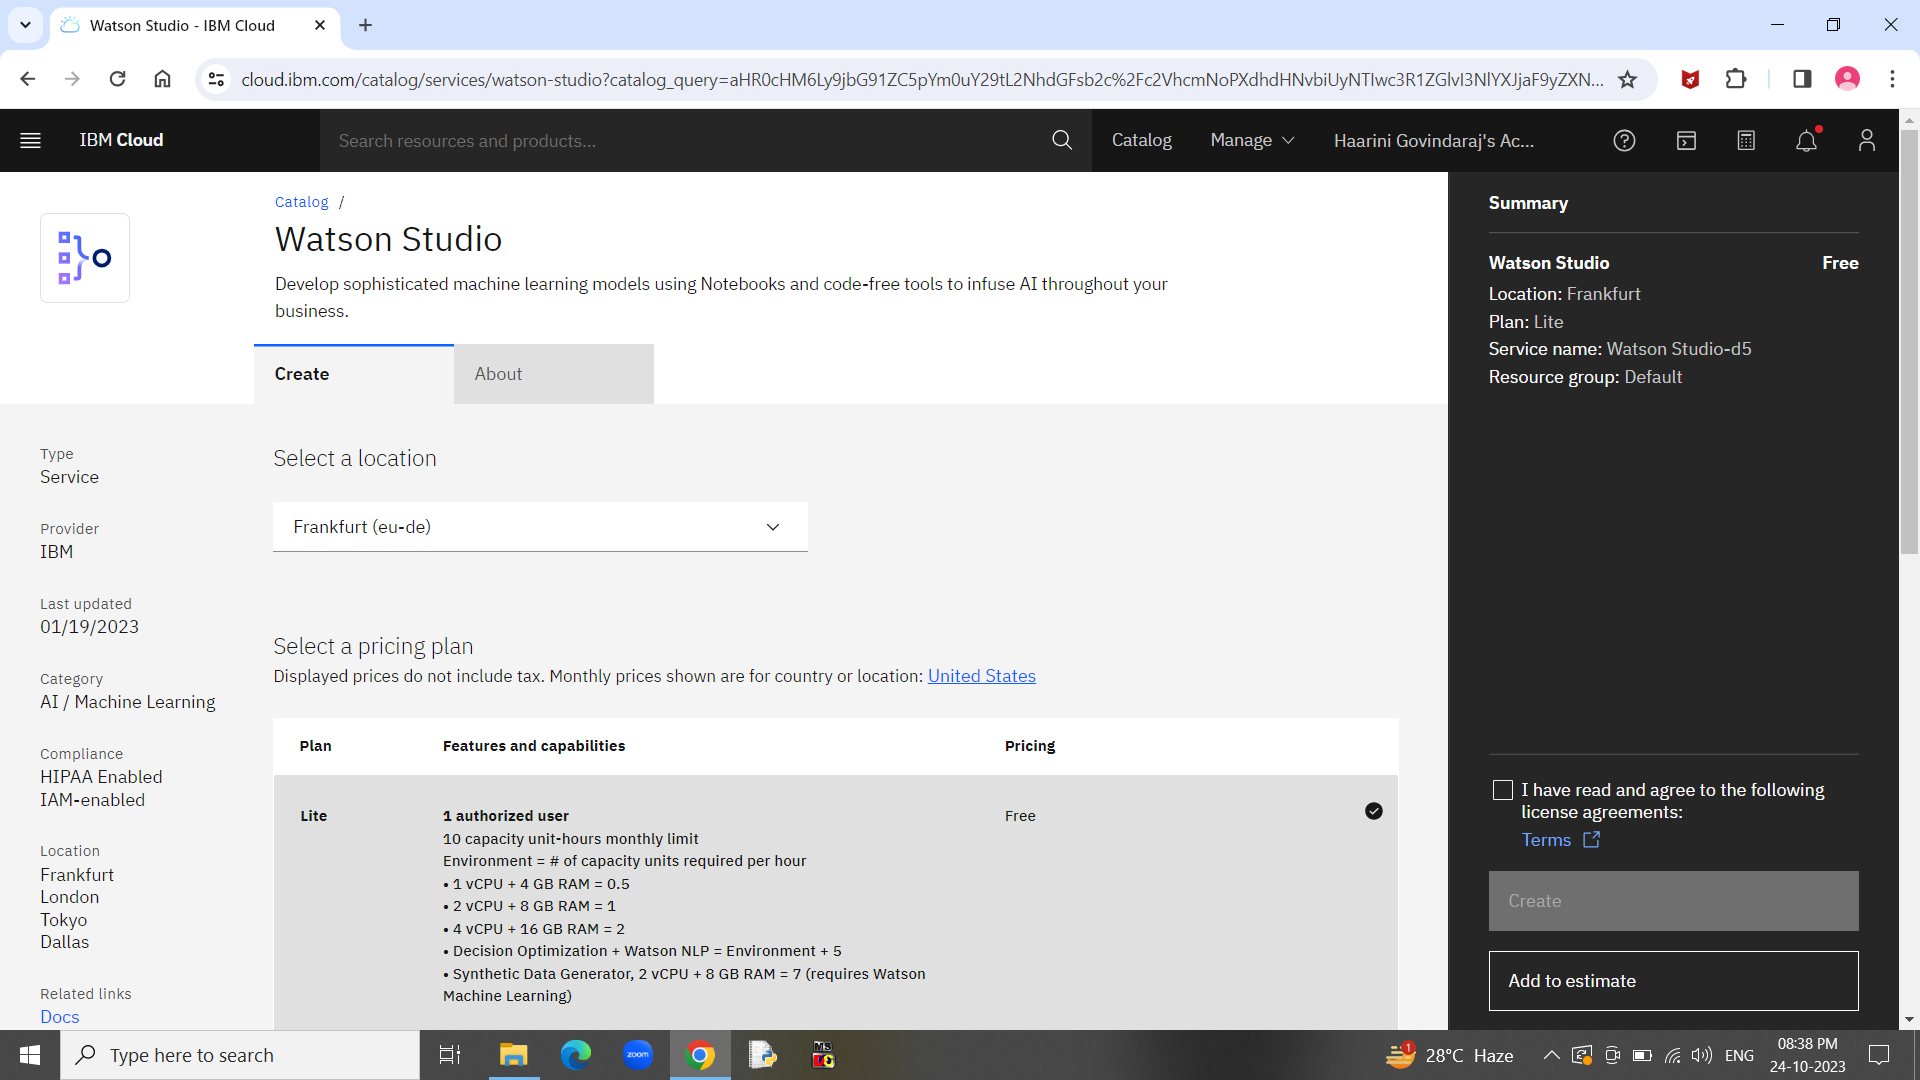 Watson Studio - IBM Cloud
cloud.ibm.com/catalog/services/watson-studio?catalog_query=aHR0cHM6Ly9jbG91ZC5pYm0uY29tL2NhdGFsb2c%2Fc2VhcmNoPXdhdHNvbiUyNTIwc3R1ZGlvI3NlYXJjaF9yZXN...
IBM Cloud
Search resources and products...
Catalog
Manage
Haarini Govindaraj's Ac...
Catalog /
Watson Studio
Develop sophisticated machine learning models using Notebooks and code-free tools to infuse AI throughout your
business.
Create
About
Type
Service
Provider
IBM
Last updated
01/19/2023
Category
AI / Machine Learning
Compliance
HIPAA Enabled
IAM-enabled
Location
Frankfurt
London
Tokyo
Dallas
Related links
Docs
Select a location
Frankfurt (eu-de)
Select a pricing plan
Displayed prices do not include tax. Monthly prices shown are for country or location: United States
Plan Features and capabilities Pricing
Lite 1 authorized user Free
10 capacity unit-hours monthly limit
Environment = # of capacity units required per hour
• 1 vCPU + 4 GB RAM = 0.5
• 2 vCPU + 8 GB RAM = 1
• 4 vCPU + 16 GB RAM = 2
• Decision Optimization + Watson NLP = Environment + 5
• Synthetic Data Generator, 2 vCPU + 8 GB RAM = 7 (requires Watson
Machine Learning)
Summary
Watson Studio Free
Location: Frankfurt
Plan: Lite
Service name: Watson Studio-d5
Resource group: Default
I have read and agree to the following
license agreements:
Terms
Create
Add to estimate
Type here to search
zoom
1
28°C Haze
ENG
08:38 PM
24-10-2023